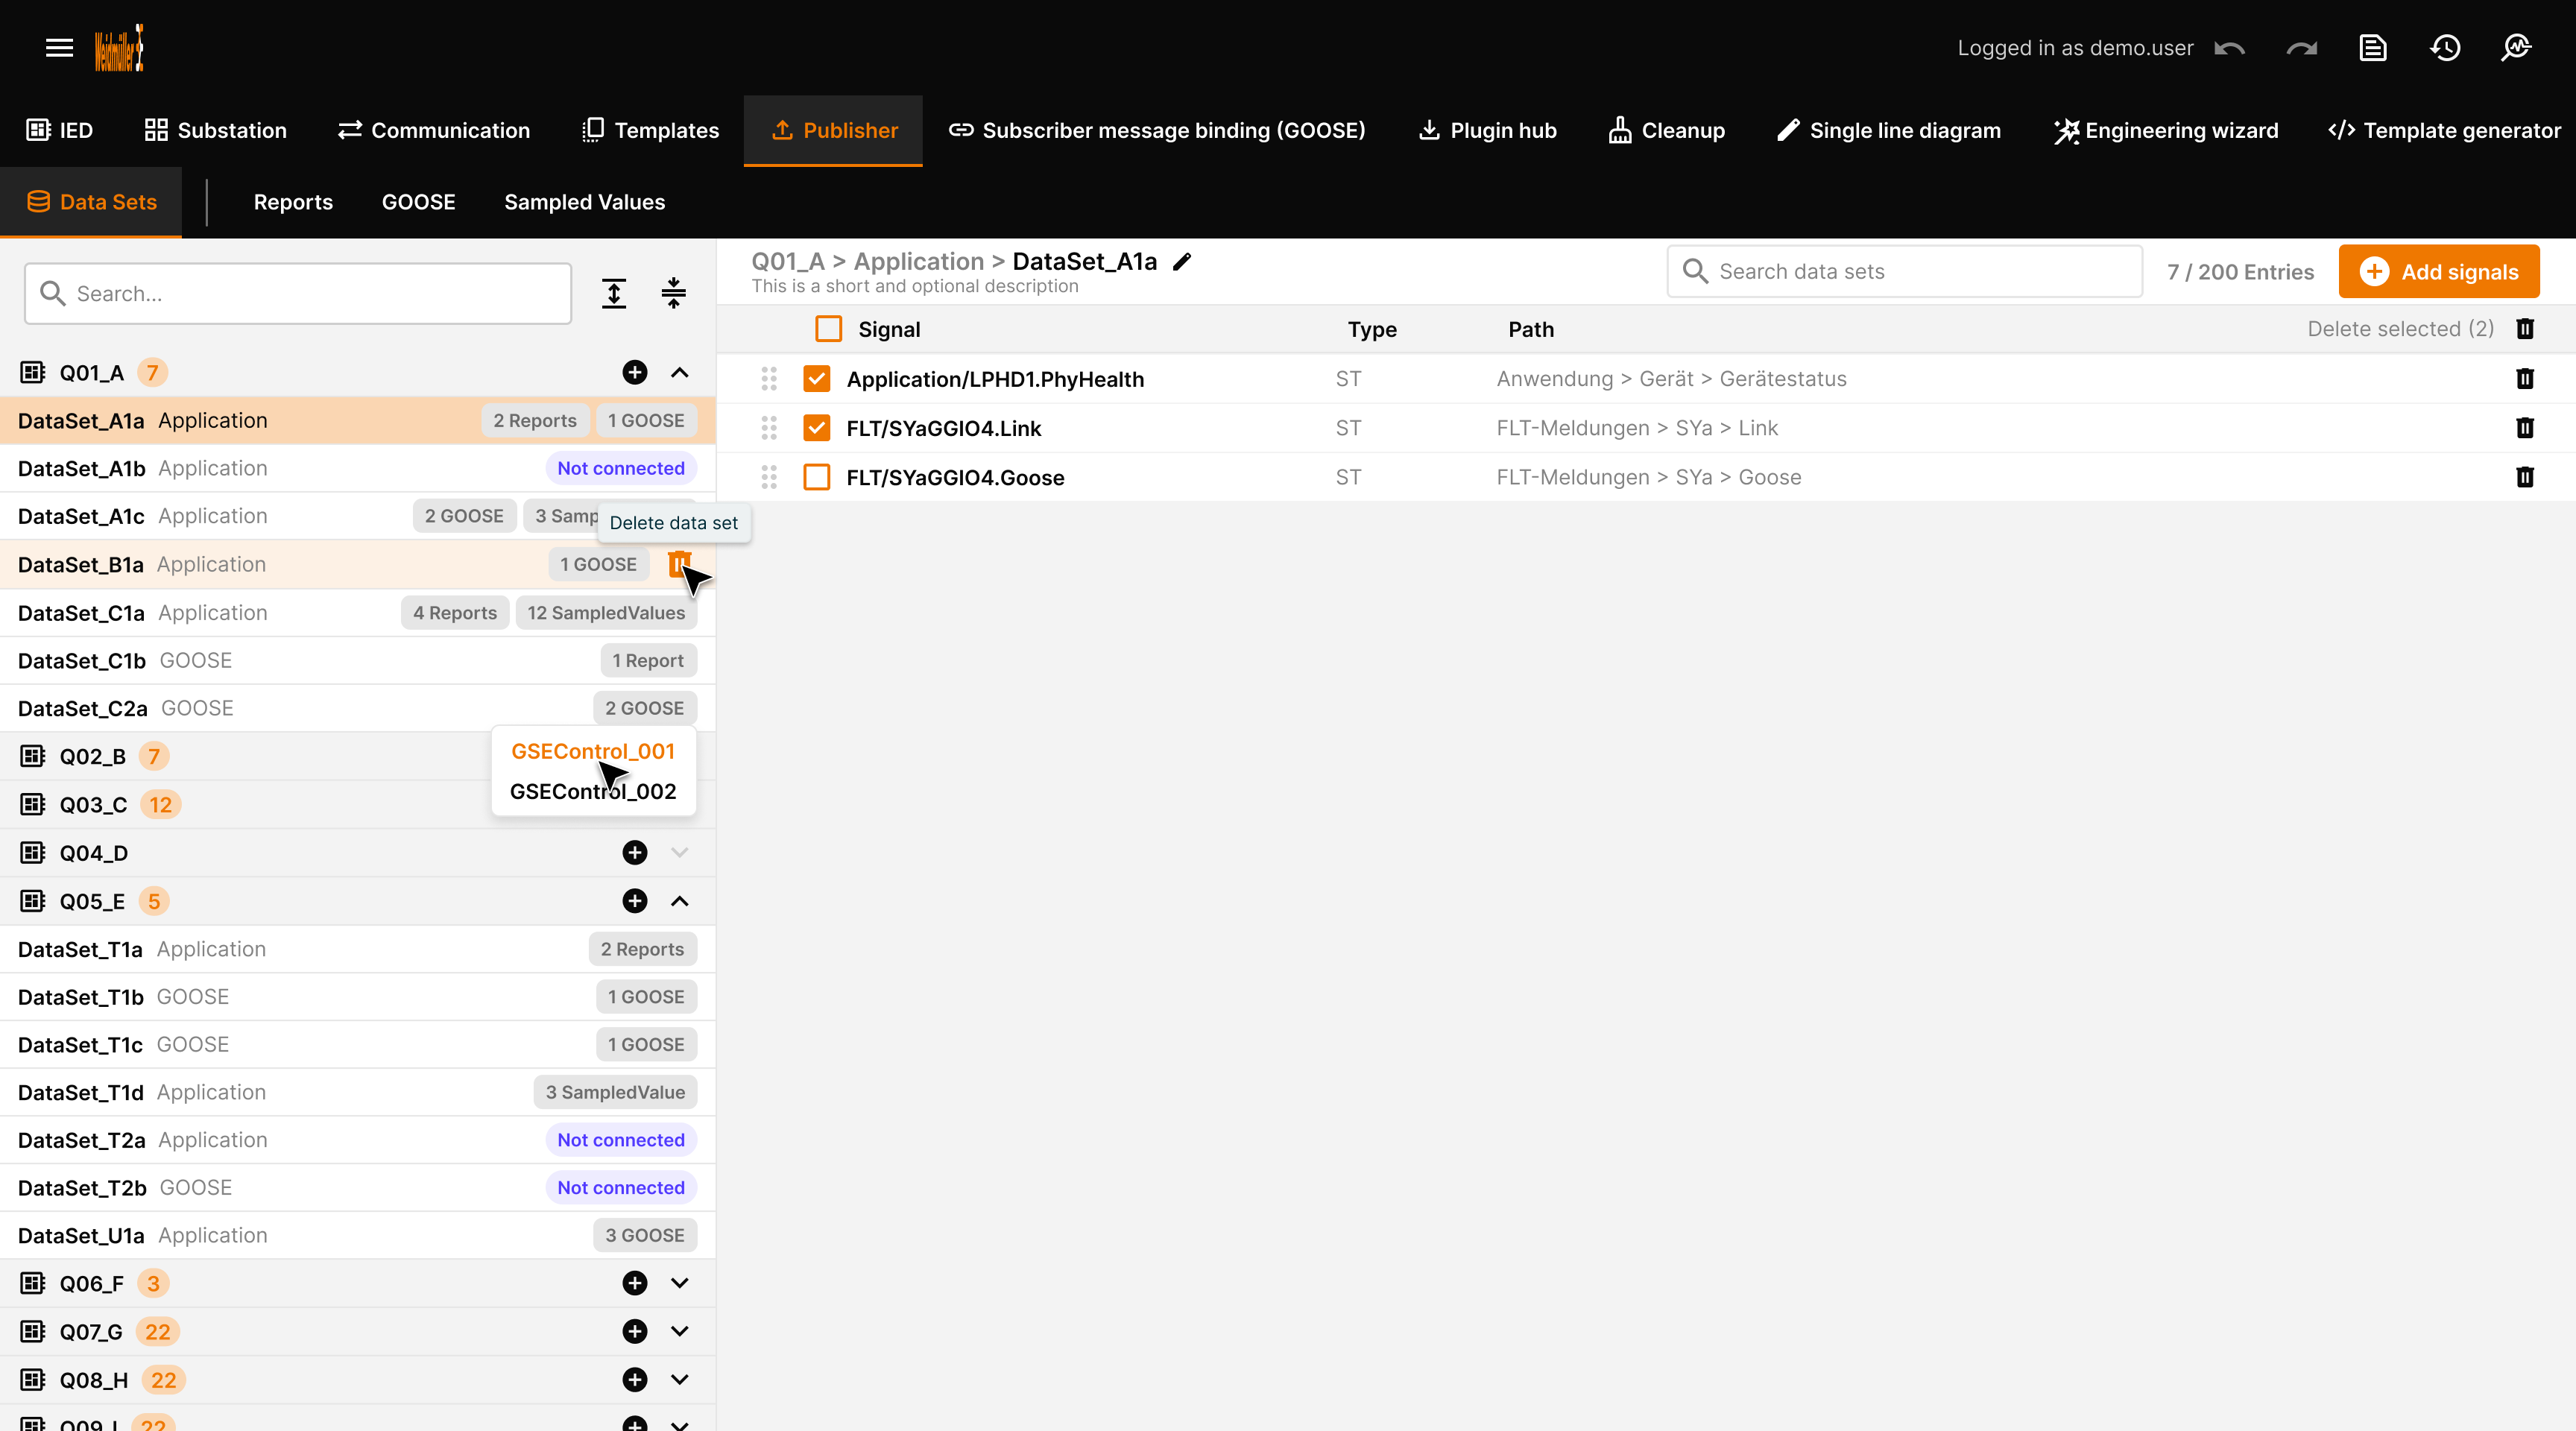 Weidmüller
Logged in as demo.user
IED
Substation
Communication
Templates
Publisher
Subscriber message binding (GOOSE)
Plugin hub
Cleanup
Single line diagram
Engineering wizard
Template generator
Data Sets
Reports
GOOSE
Sampled Values
Search...
Q01_A 7
DataSet_A1a Application 2 Reports 1 GOOSE
DataSet_A1b Application Not connected
DataSet_A1c Application 2 GOOSE 3 Samp
Delete data set
DataSet_B1a Application 1 GOOSE
DataSet_C1a Application 4 Reports 12 SampledValues
DataSet_C1b GOOSE 1 Report
DataSet_C2a GOOSE 2 GOOSE
GSEControl_001
GSEControl_002
Q02_B 7
Q03_C 12
Q04_D
Q05_E 5
DataSet_T1a Application 2 Reports
DataSet_T1b GOOSE 1 GOOSE
DataSet_T1c GOOSE 1 GOOSE
DataSet_T1d Application 3 SampledValue
DataSet_T2a Application Not connected
DataSet_T2b GOOSE Not connected
DataSet_U1a Application 3 GOOSE
Q06_F 3
Q07_G 22
Q08_H 22
22
Q01_A > Application > DataSet_A1a
This is a short and optional description
Search data sets
7 / 200 Entries
Add signals
Signal Type Path Delete selected (2)
Application/LPHD1.PhyHealth ST Anwendung > Gerät > Gerätestatus
FLT/SYaGGIO4.Link ST FLT-Meldungen > SYa > Link
FLT/SYaGGIO4.Goose ST FLT-Meldungen > SYa > Goose